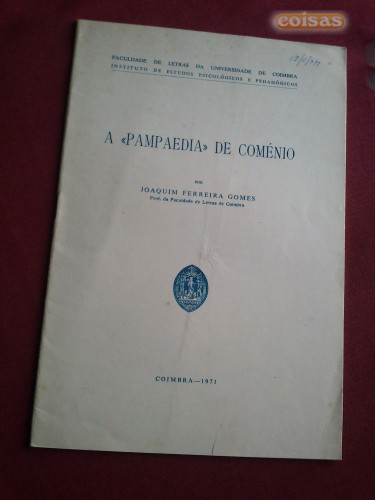 coisas
FACULDADE DE LETRAS DA UNIVERSIDADE DE COIMBRA
INSTITUTO DE ESTUDOS PSICOLÓGICOS E PEDAGÓGICOS
A «PAMPAEDIA» DE COMÉNIO
POR
JOAQUIM FERREIRA GOMES
Prof. da Faculdade de Letras de Coimbra
COIMBRA—1971